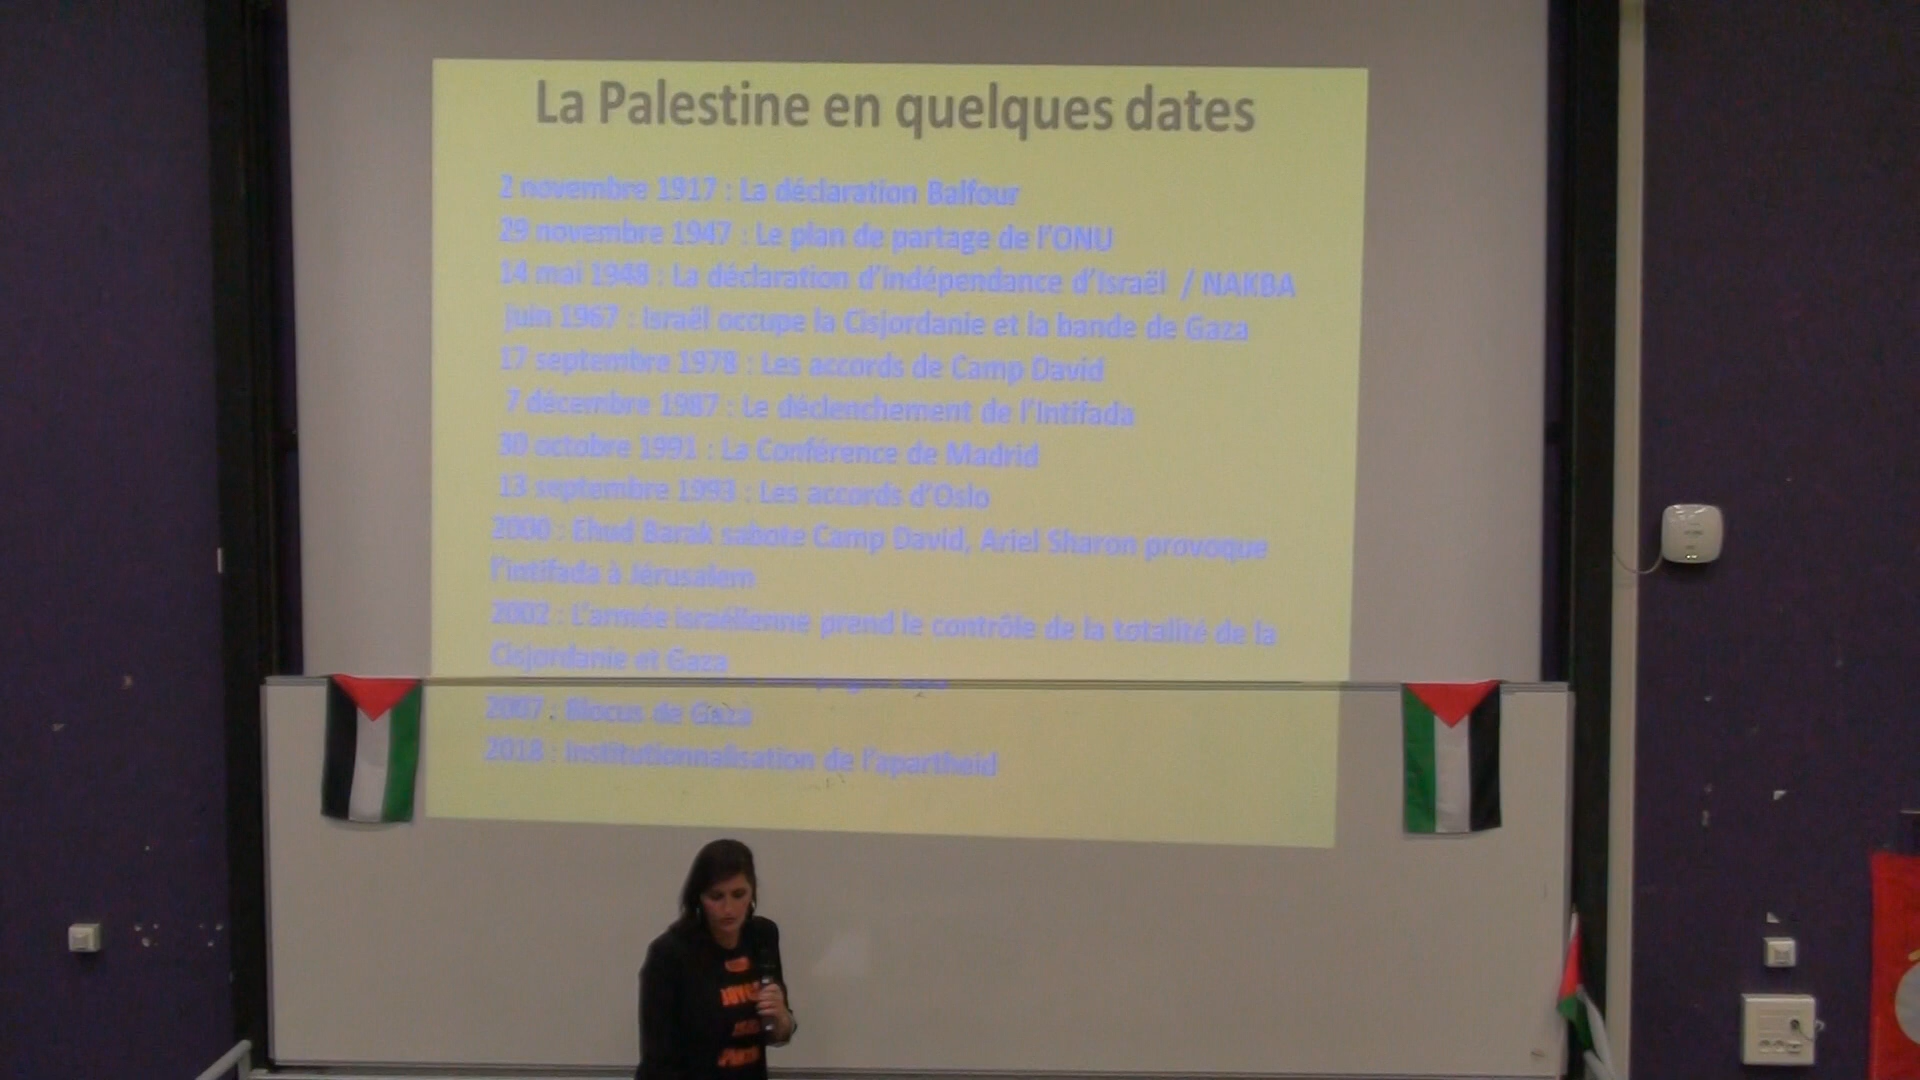 La Palestine en quelques dates
2 novembre 1917 : La déclaration Balfour
29 novembre 1947 : Le plan de partage de l'ONU
14 mai 1948 : La déclaration d'indépendance d'Israël / NAKBA
juin 1967 : Israël occupe la Cisjordanie et la bande de Gaza
17 septembre 1978 : Les accords de Camp David
7 décembre 1987 : Le déclenchement de l'Intifada
30 octobre 1991 : La Conférence de Madrid
13 septembre 1993 : Les accords d'Oslo
2000 : Ehud Barak sabote Camp David, Ariel Sharon provoque
l'intifada à Jérusalem
2002 : L'armée israélienne prend le contrôle de la totalité de la
Cisjordanie et Gaza
2007 : Blocus de Gaza
2018 : Institutionnalisation de l'apartheid